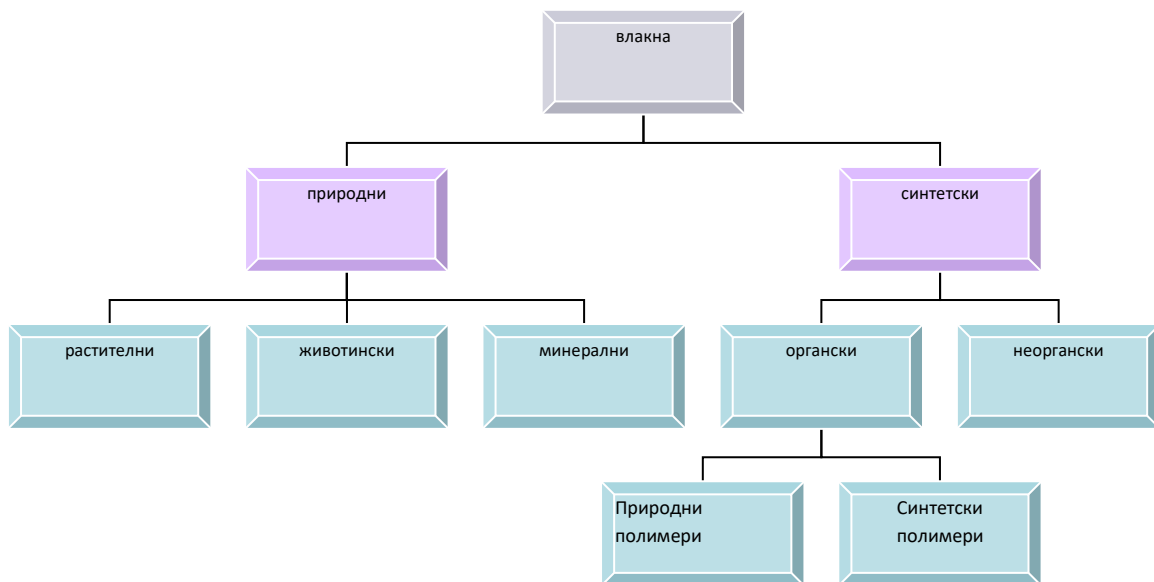 влакна
природни
синтетски
растителни
животински
минерални
органски
неоргански
Природни
полимери
Синтетски
полимери